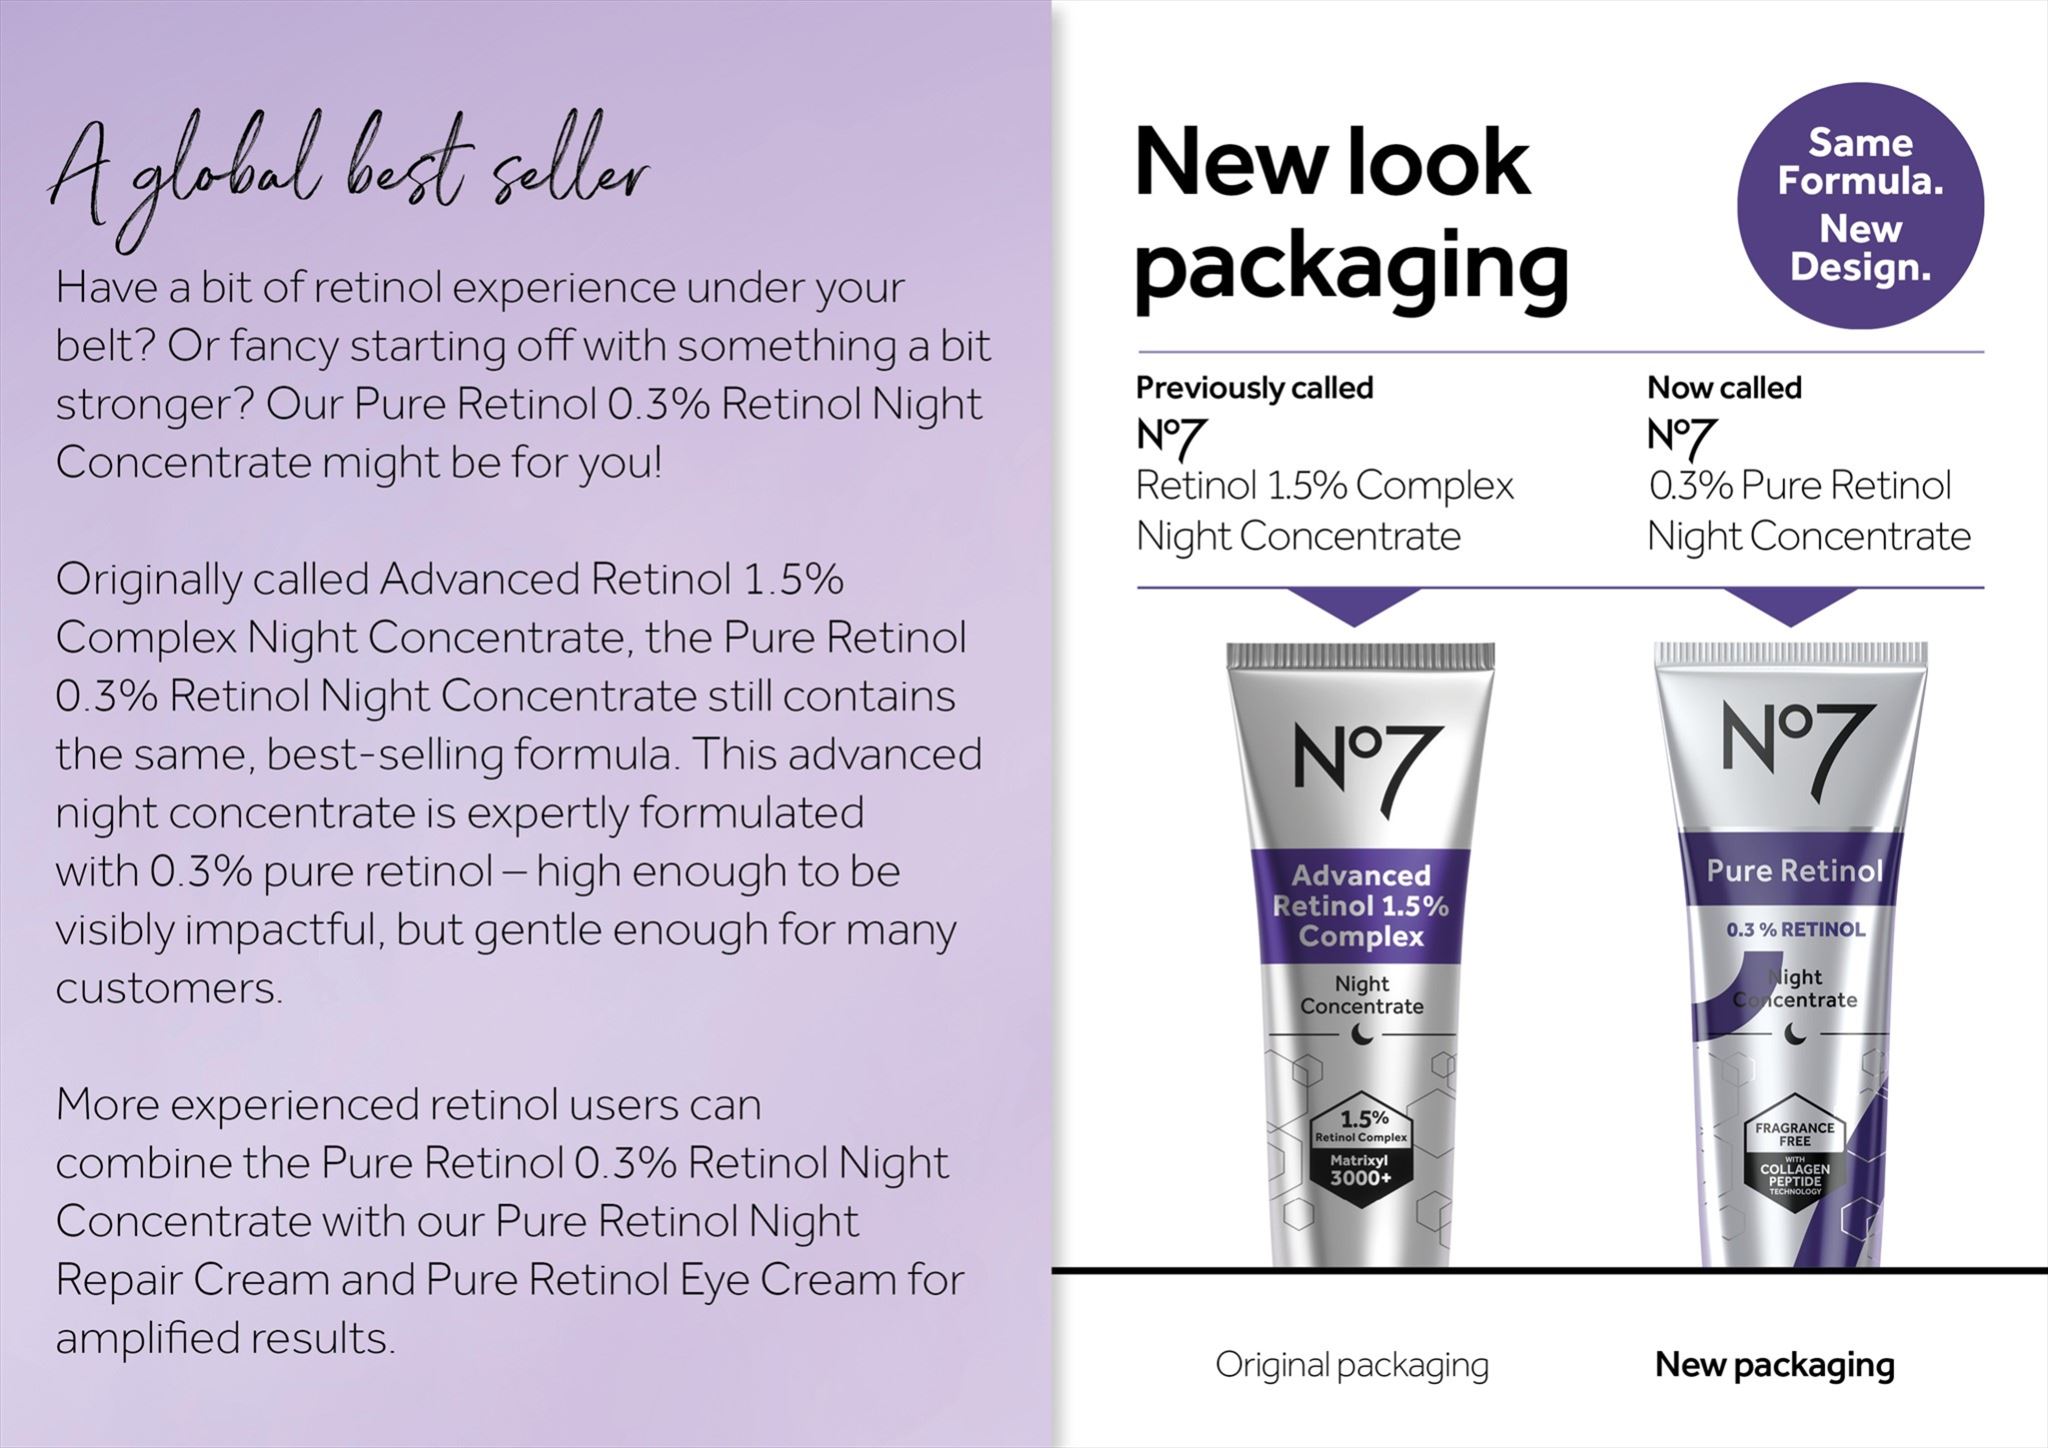 A global best seller
Have a bit of retinol experience under your
belt? Or fancy starting off with something a bit
stronger? Our Pure Retinol 0.3% Retinol Night
Concentrate might be for you!
Originally called Advanced Retinol 1.5%
Complex Night Concentrate, the Pure Retinol
0.3% Retinol Night Concentrate still contains
the same, best-selling formula. This advanced
night concentrate is expertly formulated
with 0.3% pure retinol – high enough to be
visibly impactful, but gentle enough for many
customers.
More experienced retinol users can
combine the Pure Retinol 0.3% Retinol Night
Concentrate with our Pure Retinol Night
Repair Cream and Pure Retinol Eye Cream for
amplified results.
New look
packaging
Same
Formula.
New
Design.
Previously called
Nº7
Retinol 1.5% Complex
Night Concentrate
Now called
Nº7
0.3% Pure Retinol
Night Concentrate
Nº7
Advanced
Retinol 1.5%
Complex
Night
Concentrate
1.5%
Retinol Complex
Matrixyl
3000+
Nº7
Pure Retinol
0.3 % RETINOL
Night
Concentrate
FRAGRANCE
FREE
WITH
COLLAGEN
PEPTIDE
TECHNOLOGY
Original packaging
New packaging